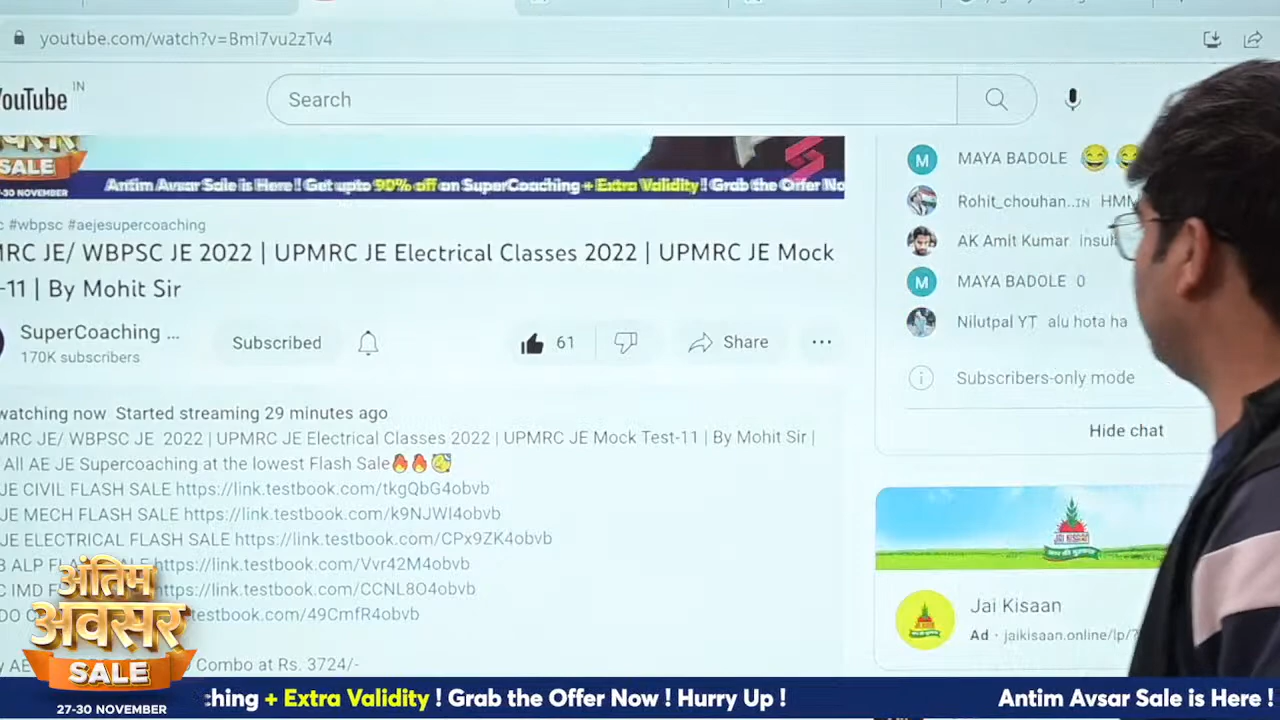 youtube.com/watch?v=Bml7vu2zTv4
YouTube IN
Search
SALE
27-30 NOVEMBER
Antim Avsar Sale is Here ! Get upto 90% off on SuperCoaching + Extra Validity ! Grab the Offer No
#wbpsc #aejesupercoaching
MRC JE/ WBPSC JE 2022 | UPMRC JE Electrical Classes 2022 | UPMRC JE Mock
-11 | By Mohit Sir
SuperCoaching ...
170K subscribers
Subscribed
61
Share
watching now Started streaming 29 minutes ago
MRC JE/ WBPSC JE 2022 | UPMRC JE Electrical Classes 2022 | UPMRC JE Mock Test-11 | By Mohit Sir |
All AE JE Supercoaching at the lowest Flash Sale🔥🔥🥳
JE CIVIL FLASH SALE https://link.testbook.com/tkgQbG4obvb
JE MECH FLASH SALE https://link.testbook.com/k9NJWI4obvb
JE ELECTRICAL FLASH SALE https://link.testbook.com/CPx9ZK4obvb
ALP https://link.testbook.com/Vvr42M4obvb
IMD https://link.testbook.com/CCNL8O4obvb
testbook.com/49CmfR4obvb
Combo at Rs. 3724/-
M MAYA BADOLE 😂
Rohit_chouhan..IN HMM
AK Amit Kumar
M MAYA BADOLE 0
Nilutpal YT alu hota ha
Subscribers-only mode
Hide chat
JAI KISAAN
Jai Kisaan
Ad · jaikisaan.online/lp/?
अंतिम
अवसर
SALE
27-30 NOVEMBER
ching + Extra Validity ! Grab the Offer Now ! Hurry Up !
Antim Avsar Sale is Here !